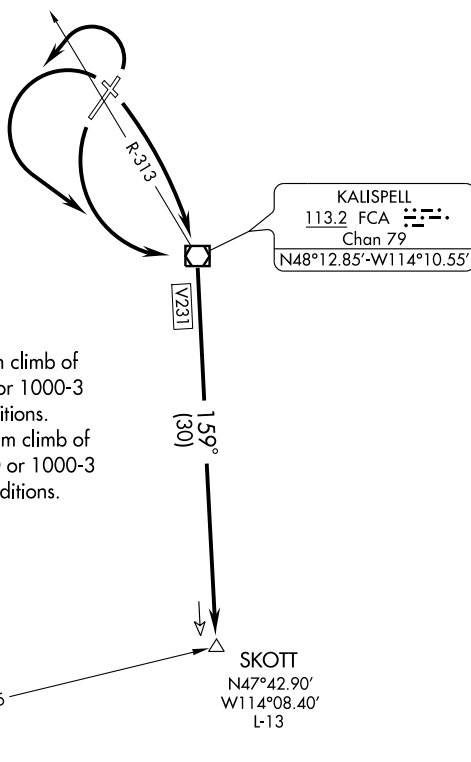 R-313
KALISPELL
113.2 FCA
Chan 79
N48°12.85'-W114°10.55'
V231
climb of
or 1000-3
itions.
m climb of
or 1000-3
ditions.
159°
(30)
SKOTT
N47°42.90'
W114°08.40'
L-13